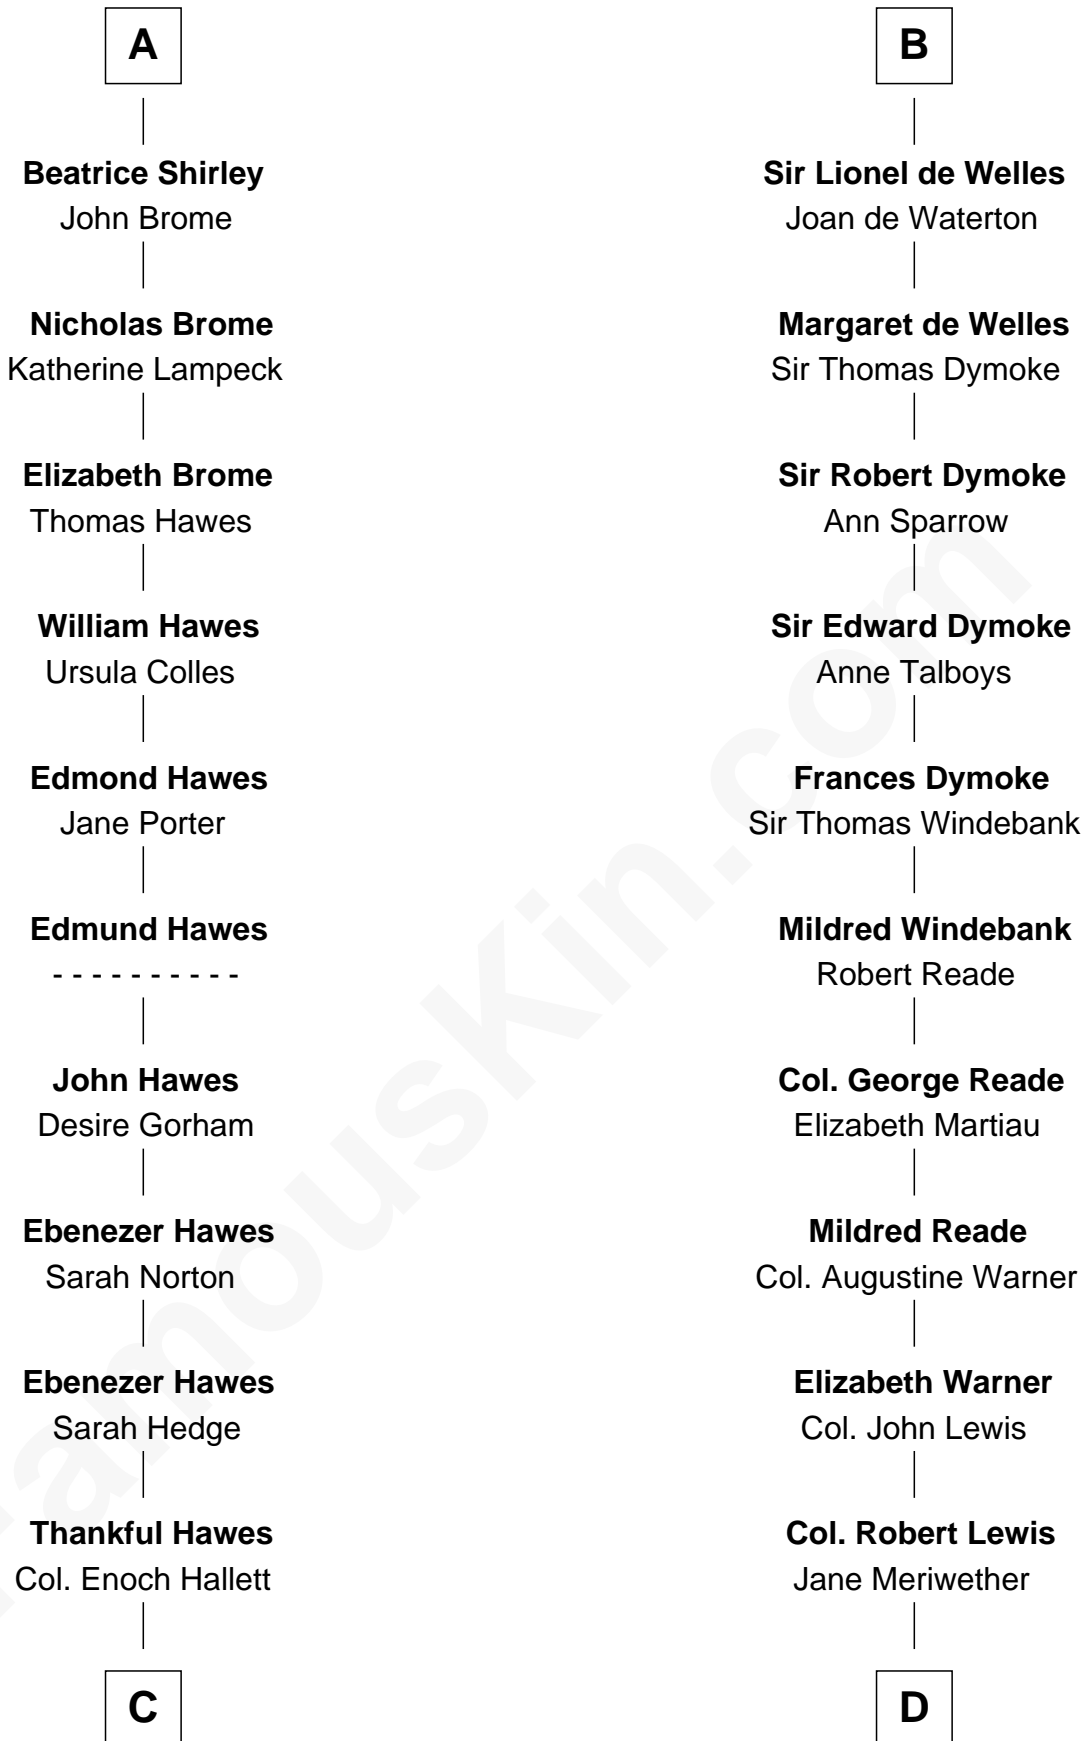 A
Beatrice Shirley
John Brome
Nicholas Brome
Katherine Lampeck
Elizabeth Brome
Thomas Hawes
William Hawes
Ursula Colles
Edmond Hawes
Jane Porter
Edmund Hawes
- - - - - - - - - -
John Hawes
Desire Gorham
Ebenezer Hawes
Sarah Norton
Ebenezer Hawes
Sarah Hedge
Thankful Hawes
Col. Enoch Hallett
C
B
Sir Lionel de Welles
Joan de Waterton
Margaret de Welles
Sir Thomas Dymoke
Sir Robert Dymoke
Ann Sparrow
Sir Edward Dymoke
Anne Talboys
Frances Dymoke
Sir Thomas Windebank
Mildred Windebank
Robert Reade
Col. George Reade
Elizabeth Martiau
Mildred Reade
Col. Augustine Warner
Elizabeth Warner
Col. John Lewis
Col. Robert Lewis
Jane Meriwether
D
FamousKin.com